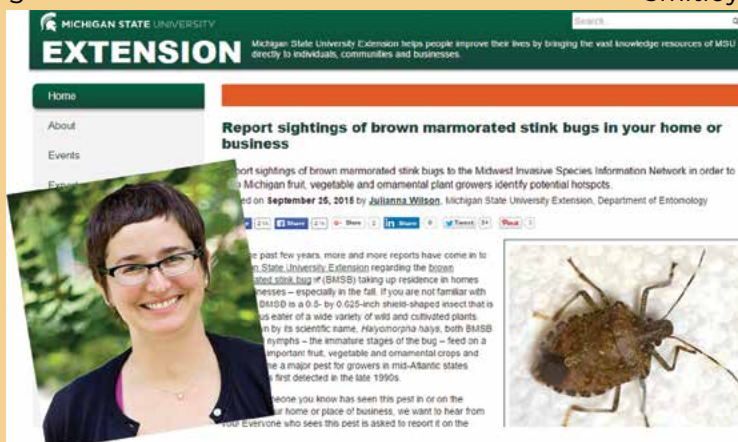 g
Smitley
MICHIGAN STATE UNIVERSITY
Search...
EXTENSION
Michigan State University Extension helps people improve their lives by bringing the vast knowledge resources of MSU
directly to individuals, communities and businesses.
Home
About
Events
Report sightings of brown marmorated stink bugs in your home or
business
sightings of brown marmorated stink bugs to the Midwest Invasive Species Information Network in order to
Michigan fruit, vegetable and ornamental plant growers identify potential hotspots.
on September 25, 2015 by Julianna Wilson, Michigan State University Extension, Department of Entomology
Share
Share
Share
Tweet
Pin it
past few years, more and more reports have come in to
State University Extension regarding the brown
stink bug (BMSB) taking up residence in homes
– especially in the fall. If you are not familiar with
BMSB is a 0.5- by 0.625-inch shield-shaped insect that is
eater of a wide variety of wild and cultivated plants.
by its scientific name, Halyomorpha halys, both BMSB
nymphs – the immature stages of the bug – feed on a
important fruit, vegetable and ornamental crops and
a major pest for growers in mid-Atlantic states
first detected in the late 1990s.
you know has seen this pest in or on the
home or place of business, we want to hear from
you! Everyone who sees this pest is asked to report it on the